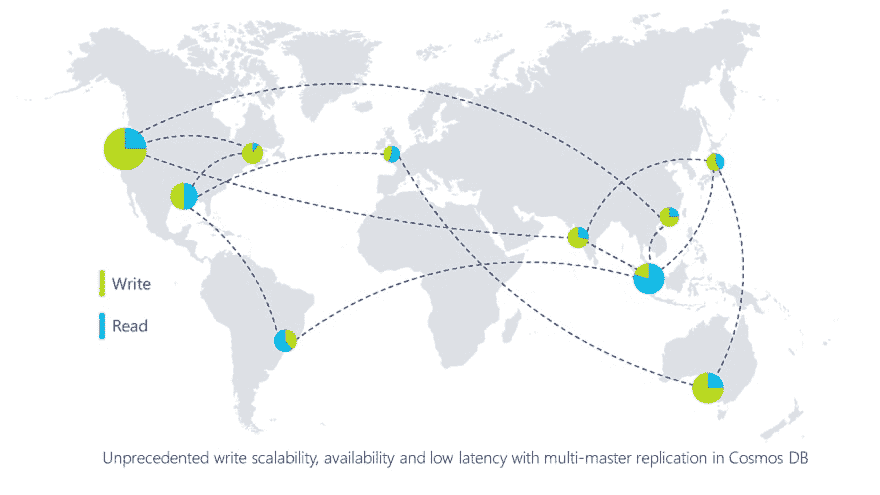 Write
Read
Unprecedented write scalability, availability and low latency with multi-master replication in Cosmos DB